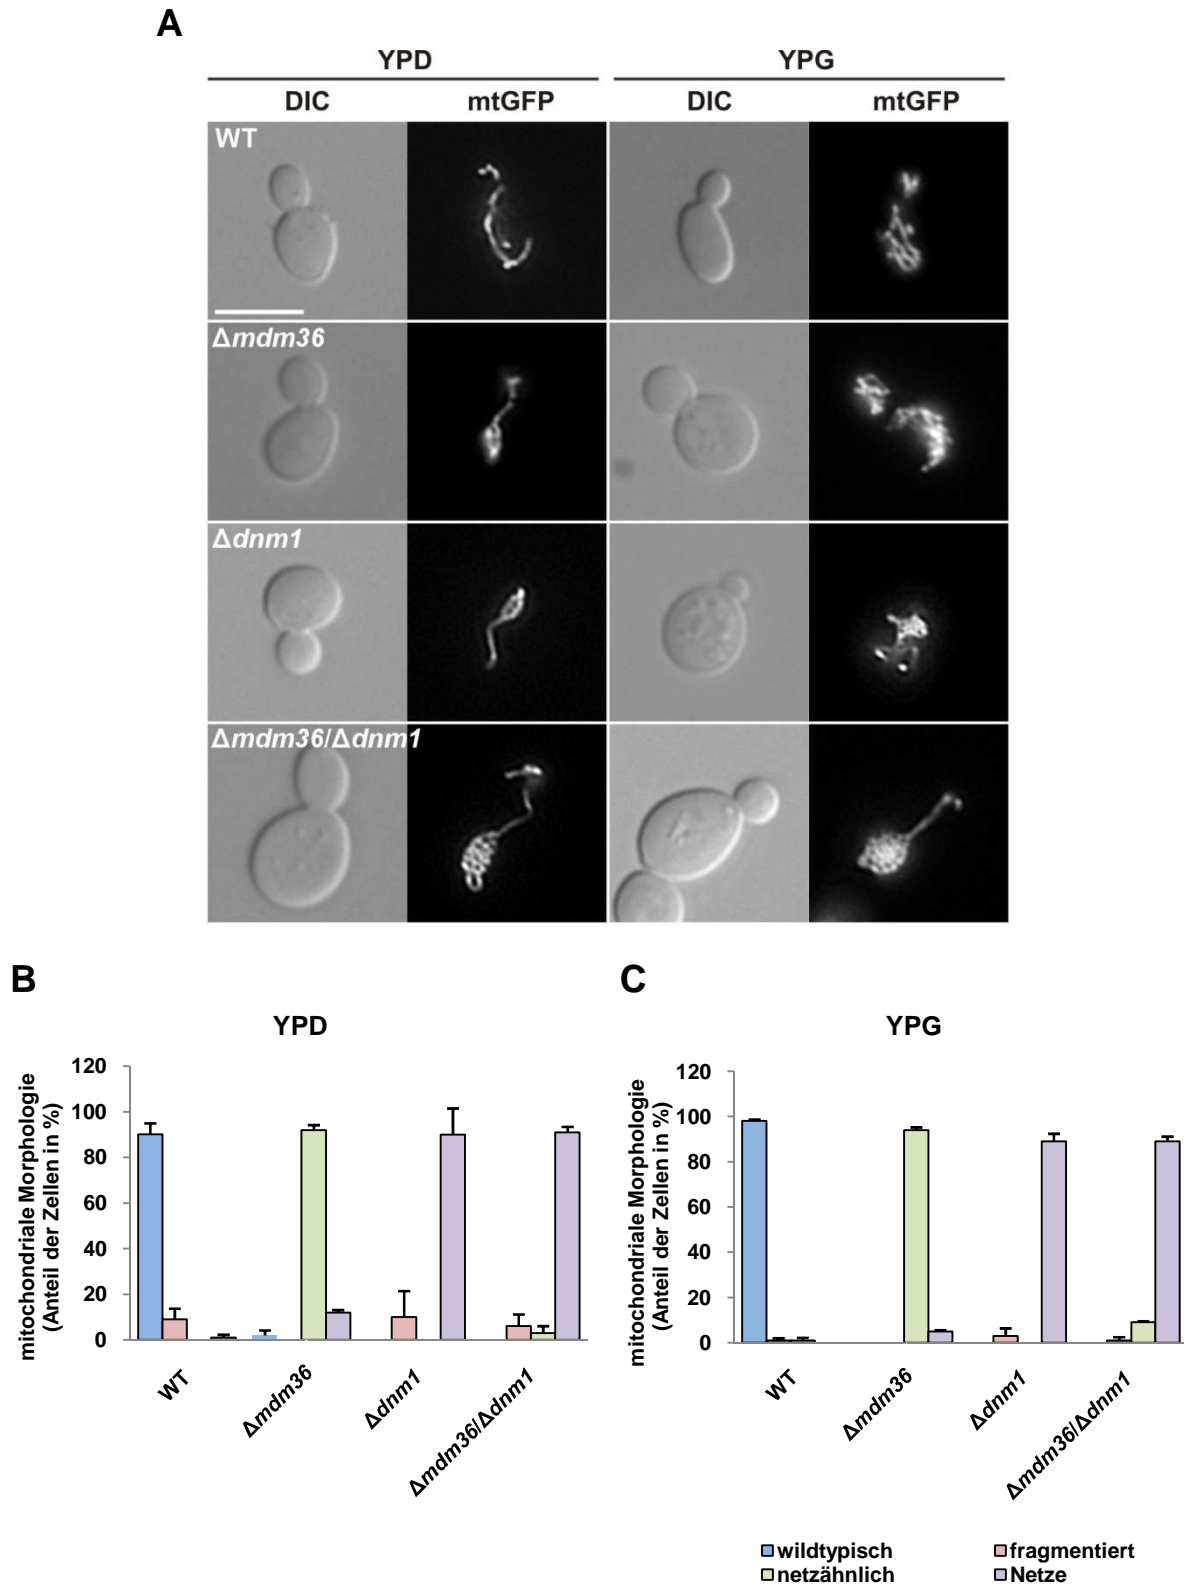 A
YPD YPG
DIC mtGFP DIC mtGFP
WT
Δmdm36
Δdnm1
Δmdm36/Δdnm1
B
YPD
mitochondriale Morphologie
(Anteil der Zellen in %)
120
100
80
60
40
20
0
WT
Δmdm36
Δdnm1
Δmdm36/Δdnm1
C
YPG
mitochondriale Morphologie
(Anteil der Zellen in %)
120
100
80
60
40
20
0
WT
Δmdm36
Δdnm1
Δmdm36/Δdnm1
wildtypisch fragmentiert
netzähnlich Netze